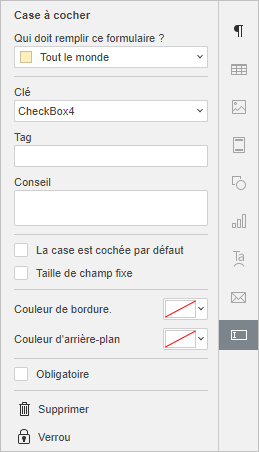 Case à cocher
Qui doit remplir ce formulaire ?
Tout le monde
Clé
CheckBox4
Tag
Conseil
La case est cochée par défaut
Taille de champ fixe
Couleur de bordure.
Couleur d'arrière-plan
Obligatoire
Supprimer
Verrou
¶
Ta